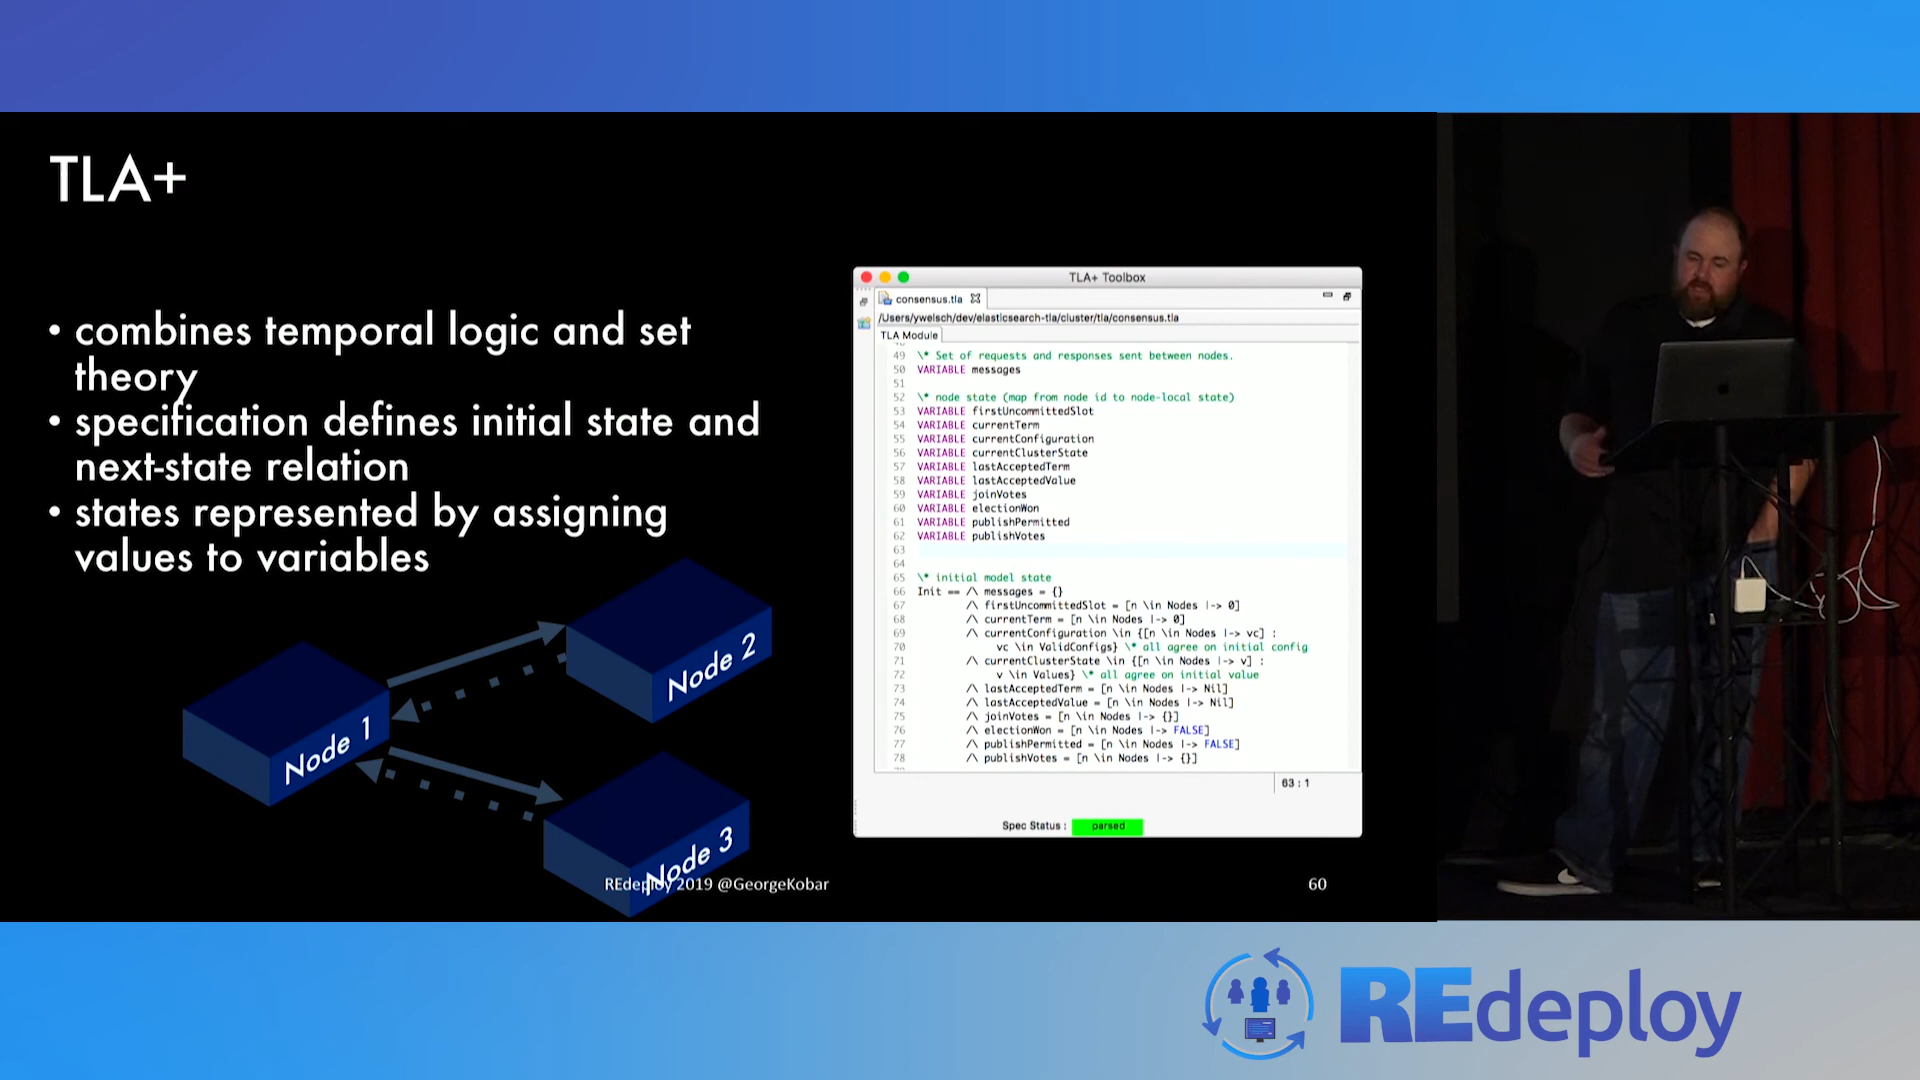 TLA+
• combines temporal logic and set
theory
• specification defines initial state and
next-state relation
• states represented by assigning
values to variables
Node 1
Node 2
Node 3
REdeploy 2019 @GeorgeKobar
60
TLA+ Toolbox
consensus.tla
/Users/ywelsch/dev/elasticsearch-tla/cluster/tla/consensus.tla
TLA Module
49 \* Set of requests and responses sent between nodes.
50 VARIABLE messages
51
52 \* node state (map from node id to node-local state)
53 VARIABLE firstUncommittedSlot
54 VARIABLE currentTerm
55 VARIABLE currentConfiguration
56 VARIABLE currentClusterState
57 VARIABLE lastAcceptedTerm
58 VARIABLE lastAcceptedValue
59 VARIABLE joinVotes
60 VARIABLE electionWon
61 VARIABLE publishPermitted
62 VARIABLE publishVotes
63
64
65 \* initial model state
66 Init == /\ messages = {}
67 /\ firstUncommittedSlot = [n \in Nodes |-> 0]
68 /\ currentTerm = [n \in Nodes |-> 0]
69 /\ currentConfiguration \in {[n \in Nodes |-> vc] :
70 vc \in ValidConfigs} \* all agree on initial config
71 /\ currentClusterState \in {[n \in Nodes |-> v] :
72 v \in Values} \* all agree on initial value
73 /\ lastAcceptedTerm = [n \in Nodes |-> Nil]
74 /\ lastAcceptedValue = [n \in Nodes |-> Nil]
75 /\ joinVotes = [n \in Nodes |-> {}]
76 /\ electionWon = [n \in Nodes |-> FALSE]
77 /\ publishPermitted = [n \in Nodes |-> FALSE]
78 /\ publishVotes = [n \in Nodes |-> {}]
63 : 1
Spec Status : parsed
REdeploy